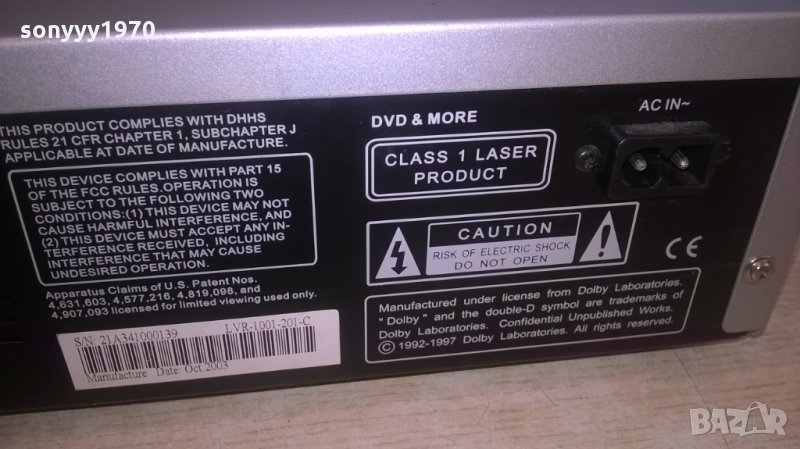 sonyyy1970
THIS PRODUCT COMPLIES WITH DHHS
RULES 21 CFR CHAPTER 1, SUBCHAPTER J
APPLICABLE AT DATE OF MANUFACTURE.
THIS DEVICE COMPLIES WITH PART 15
OF THE FCC RULES.OPERATION IS
SUBJECT TO THE FOLLOWING TWO
CONDITIONS:(1) THIS DEVICE MAY NOT
CAUSE HARMFUL INTERFERENCE, AND
(2) THIS DEVICE MUST ACCEPT ANY IN-
TERFERENCE RECEIVED, INCLUDING
INTERFERENCE THAT MAY CAUSE
UNDESIRED OPERATION.
Apparatus Claims of U.S. Patent Nos.
4,631,603, 4,577,216, 4,819,098, and
4,907,093 licensed for limited viewing uses only.
S/N: 21A341000139
LVR-1001-201-C
Manufacture Date: Oct.2003
DVD & MORE
CLASS 1 LASER
PRODUCT
CAUTION
RISK OF ELECTRIC SHOCK
DO NOT OPEN
Manufactured under license from Dolby Laboratories.
"Dolby" and the double-D symbol are trademarks of
Dolby Laboratories. Confidential Unpublished Works.
© 1992-1997 Dolby Laboratories. All rights reserved.
AC IN~
CE
BAZAR